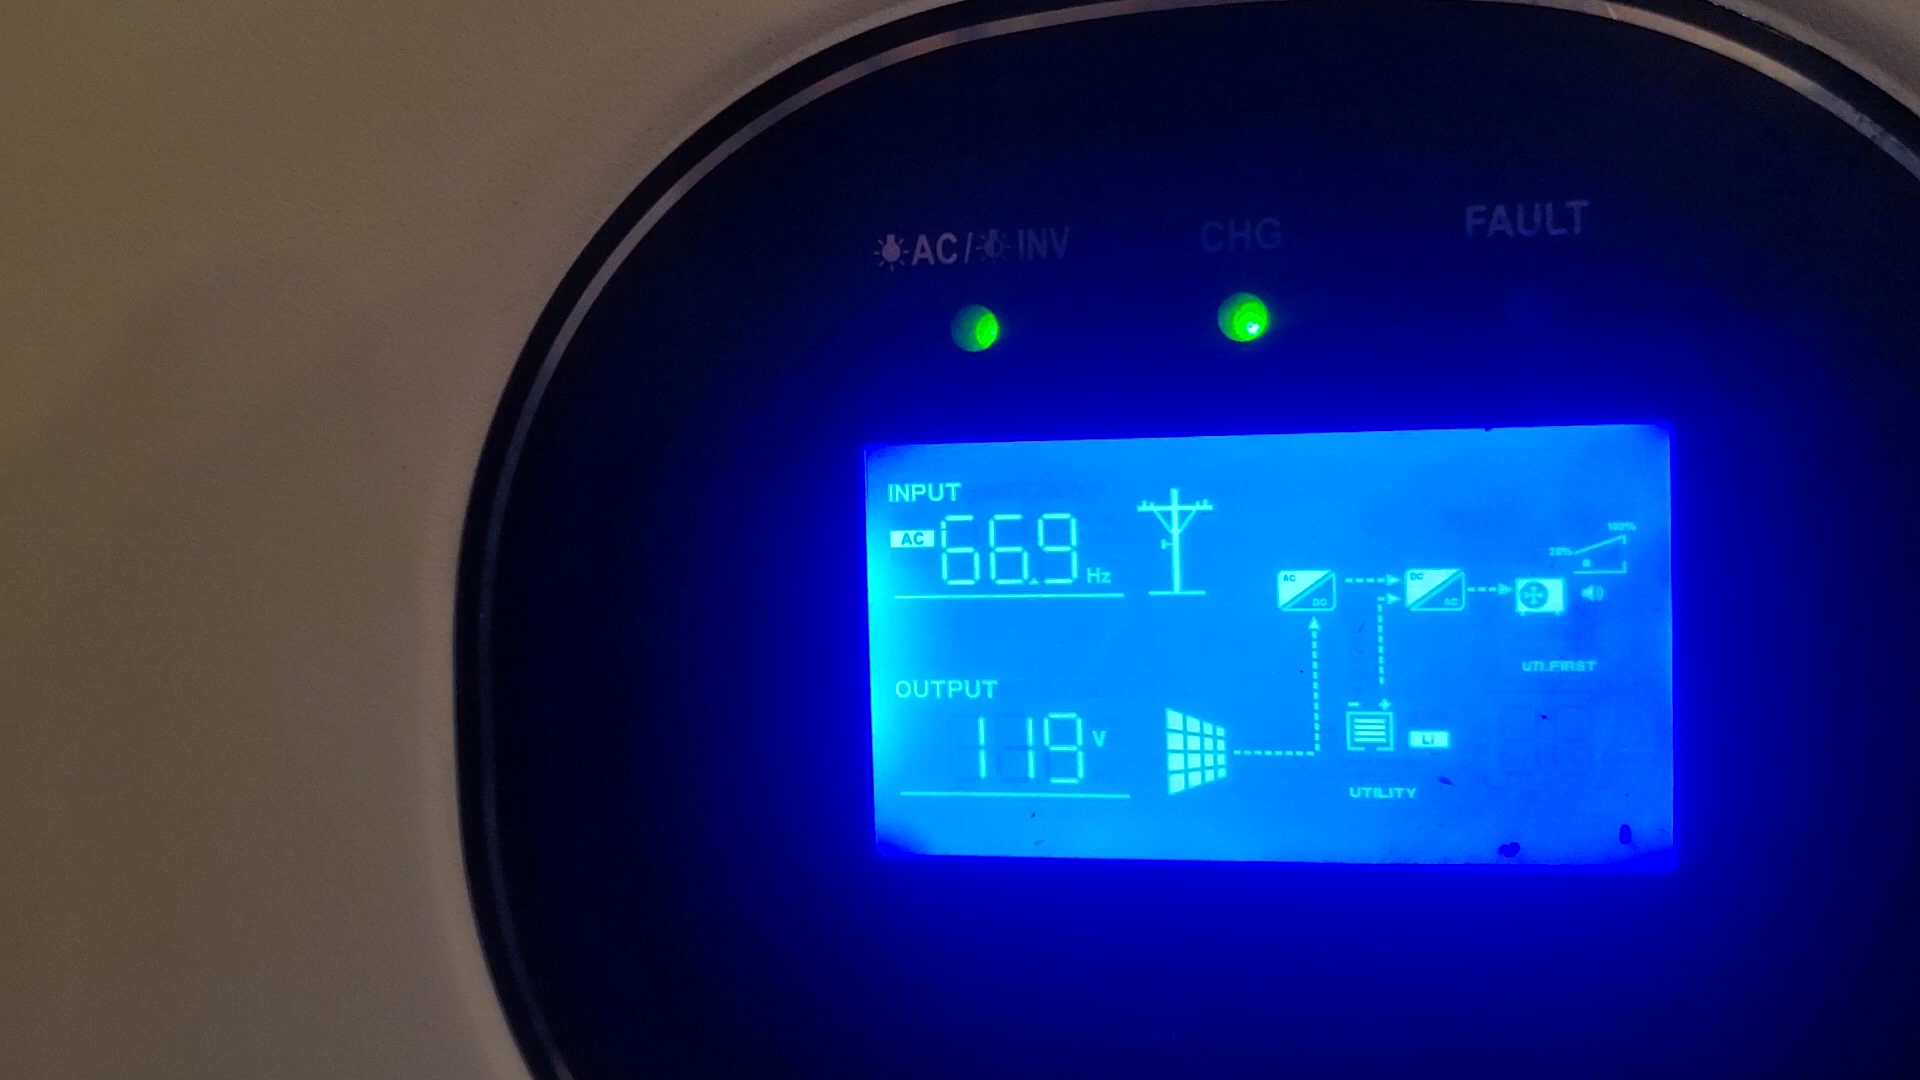 AC/ INV
CHG
FAULT
INPUT
AC 66.9 Hz
100%
20%
AC
DC
DC
AC
UTI.FIRST
OUTPUT
119 V
- +
Li
UTILITY